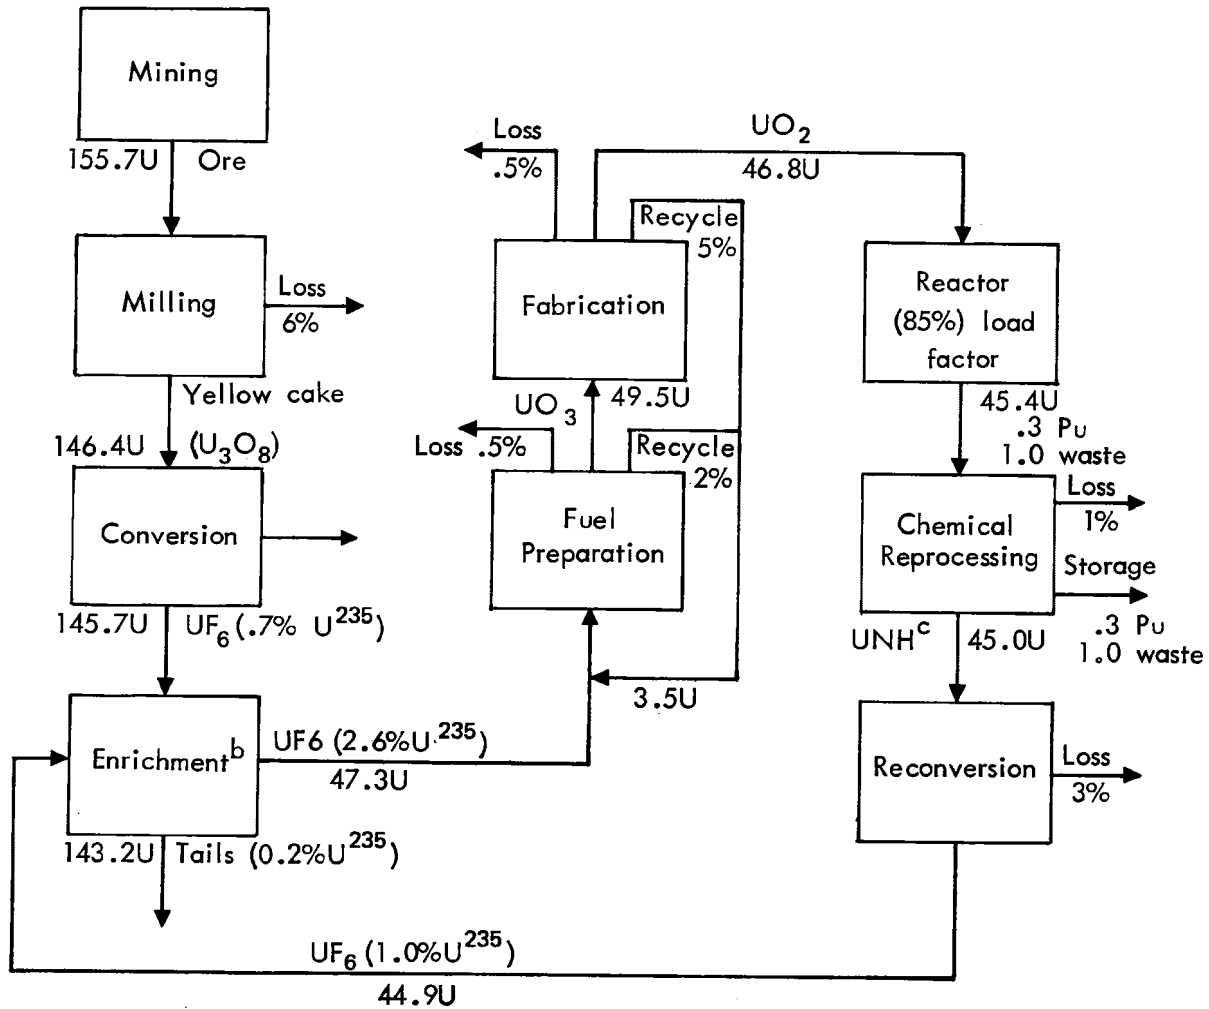 Mining
155.7U Ore
Milling
Loss
6%
Yellow cake
146.4U (U₃O₈)
Conversion
145.7U UF₆ (.7% U²³⁵)
Enrichmentᵇ
UF6 (2.6%U²³⁵)
47.3U
143.2U Tails (0.2%U²³⁵)
Loss
.5%
Recycle
5%
Fabrication
UO₃ 49.5U
Loss .5%
Recycle
2%
Fuel
Preparation
3.5U
UO₂
46.8U
Reactor
(85%) load
factor
45.4U
.3 Pu
1.0 waste
Chemical
Reprocessing
Loss
1%
Storage
.3 Pu
1.0 waste
UNHᶜ 45.0U
Reconversion
Loss
3%
UF₆ (1.0%U²³⁵)
44.9U